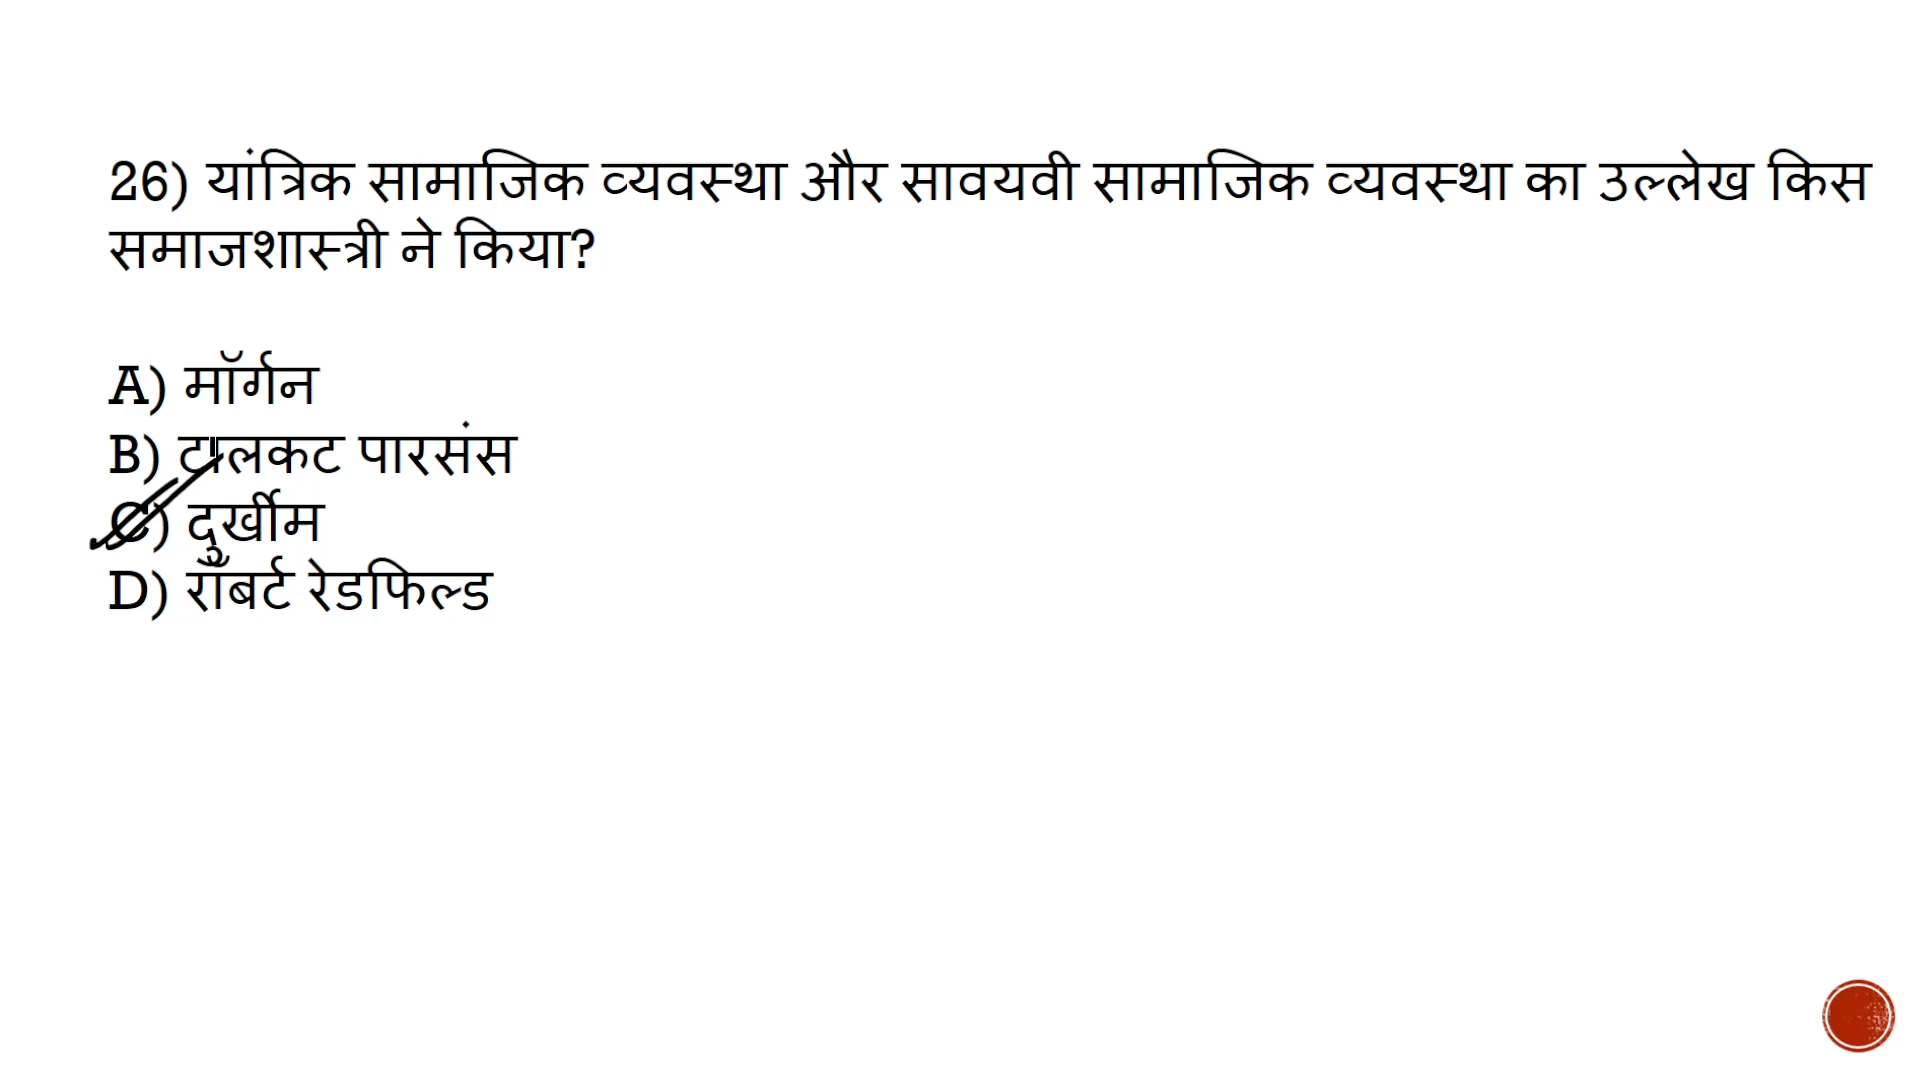 26) यांत्रिक सामाजिक व्यवस्था और सावयवी सामाजिक व्यवस्था का उल्लेख किस
समाजशास्त्री ने किया?
A) मॉर्गन
B) टालकट पारसंस
C) दुर्खीम
D) रॉबर्ट रेडफिल्ड